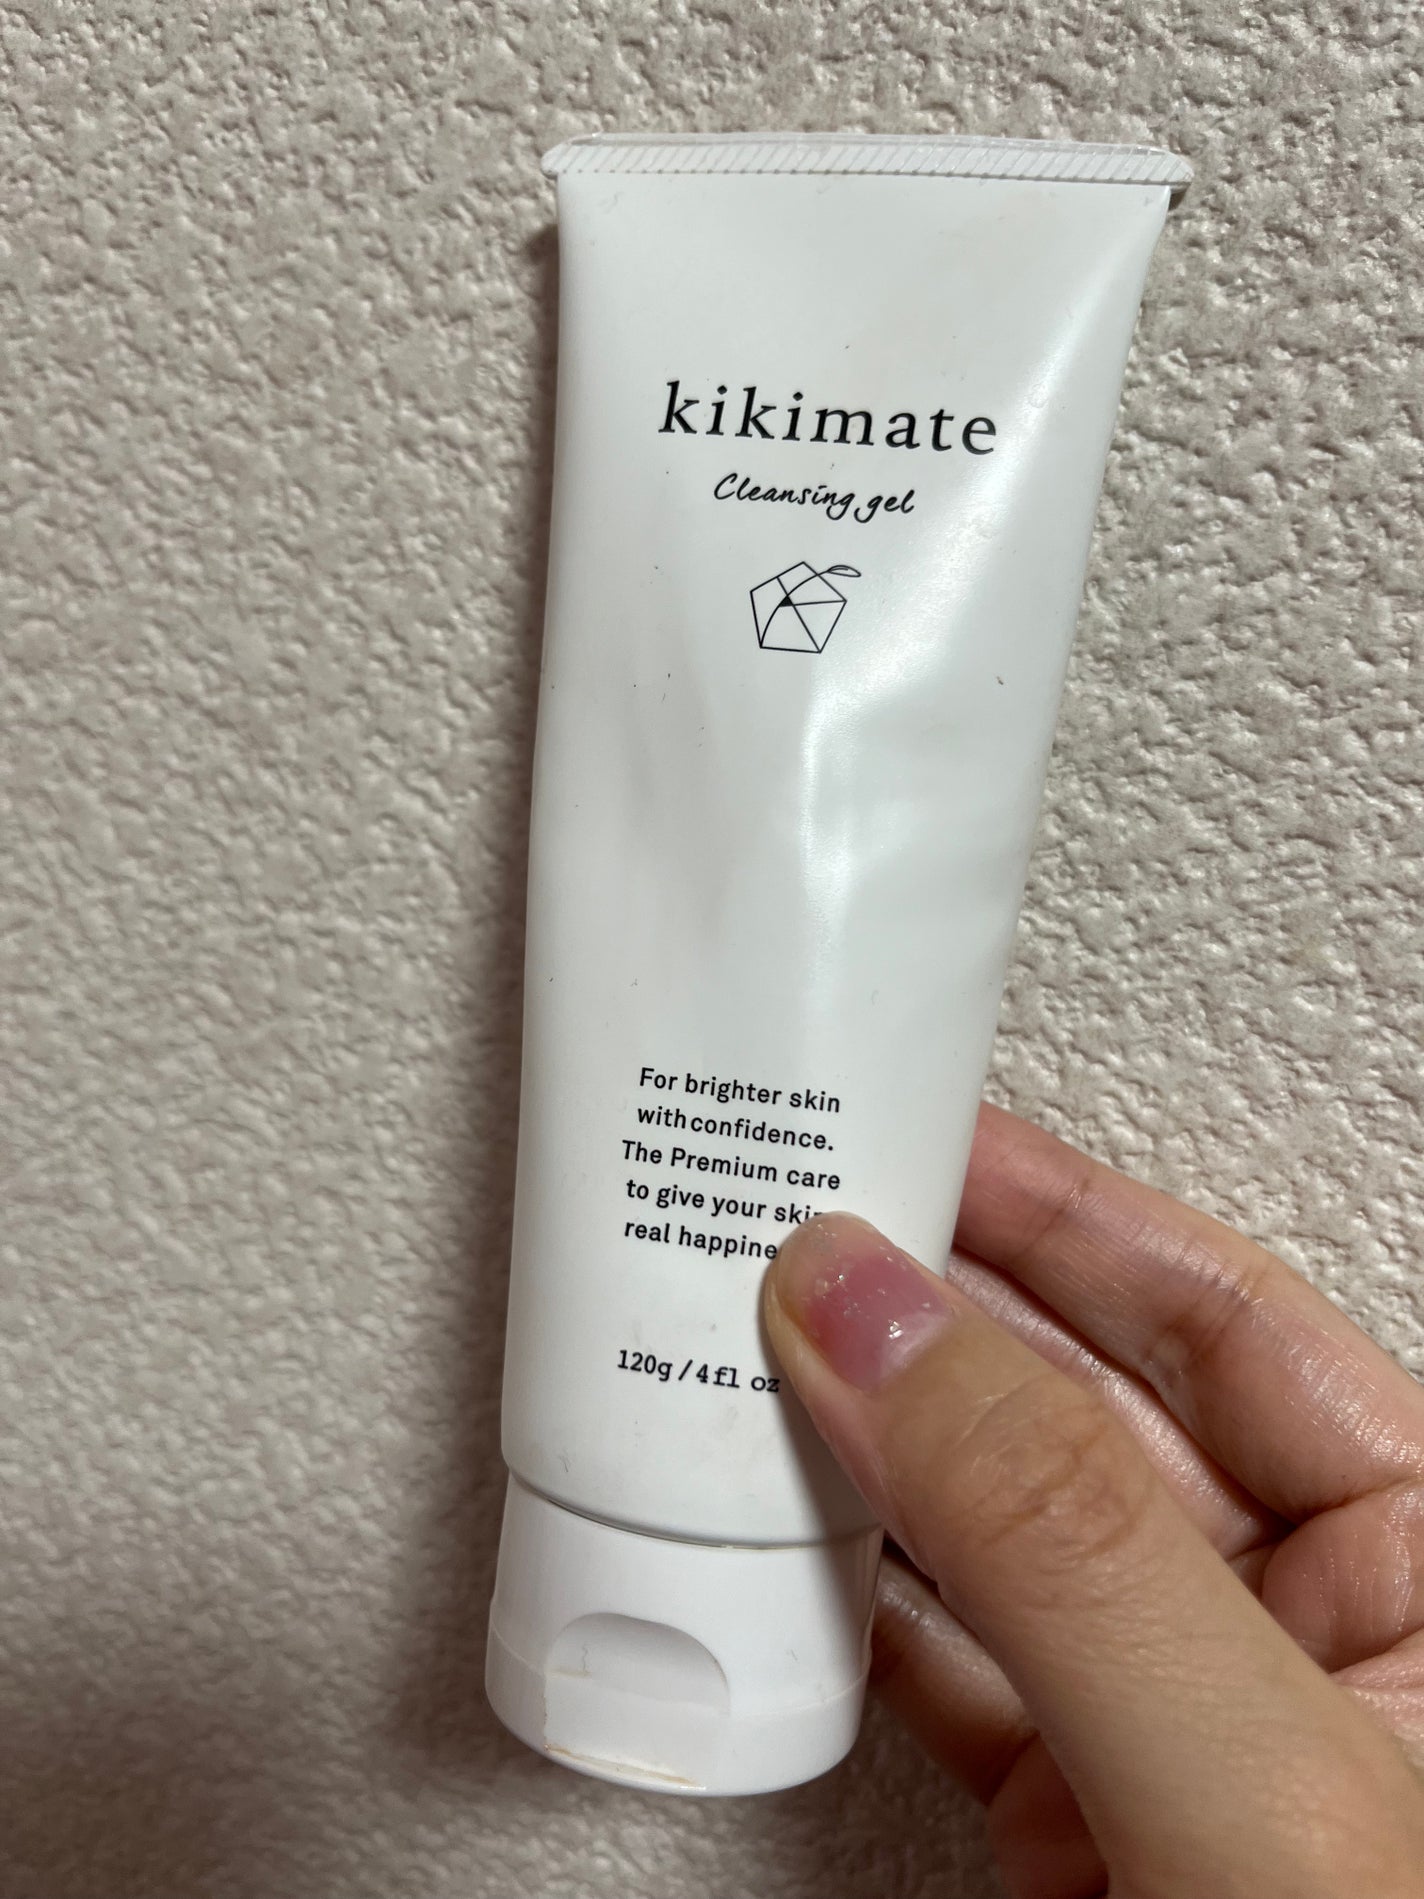 kikimate
Cleansing gel
For brighter skin
with confidence.
The Premium care
to give your
real
120g / 4 fl oz